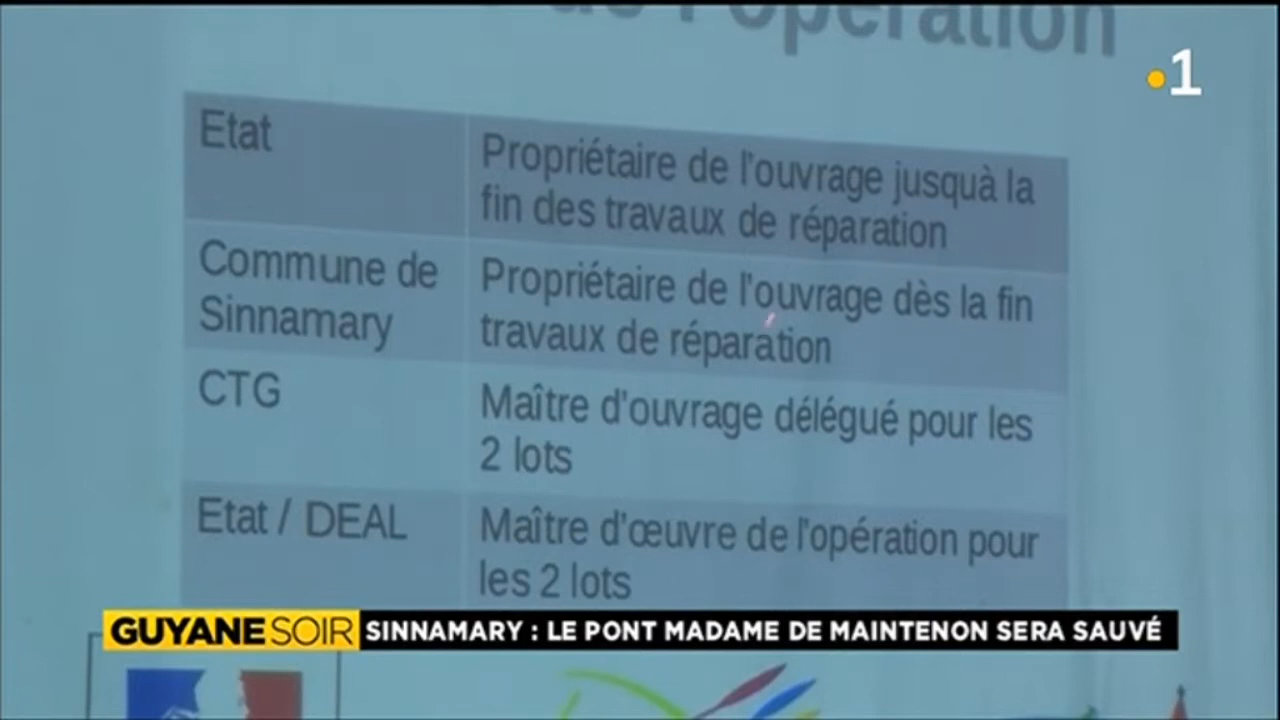 de l'opération
1
Etat
Propriétaire de l'ouvrage jusquà la
fin des travaux de réparation
Commune de
Sinnamary
Propriétaire de l'ouvrage dès la fin
travaux de réparation
CTG
Maître d'ouvrage délégué pour les
2 lots
Etat / DEAL
Maître d'œuvre de l'opération pour
les 2 lots
GUYANE SOIR SINNAMARY : LE PONT MADAME DE MAINTENON SERA SAUVÉ